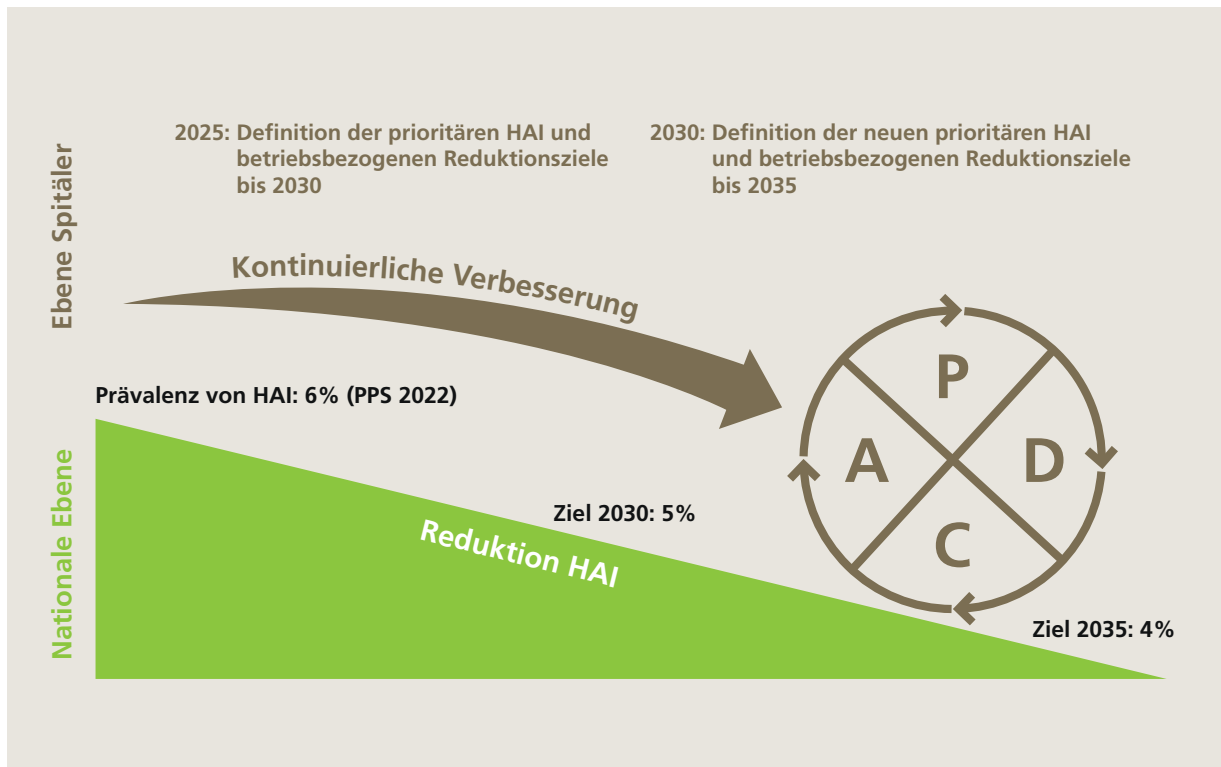 Ebene Spitäler
2025: Definition der prioritären HAI und
betriebsbezogenen Reduktionsziele
bis 2030
2030: Definition der neuen prioritären HAI
und betriebsbezogenen Reduktionsziele
bis 2035
Kontinuierliche Verbesserung
P
A
D
C
Nationale Ebene
Prävalenz von HAI: 6% (PPS 2022)
Ziel 2030: 5%
Reduktion HAI
Ziel 2035: 4%